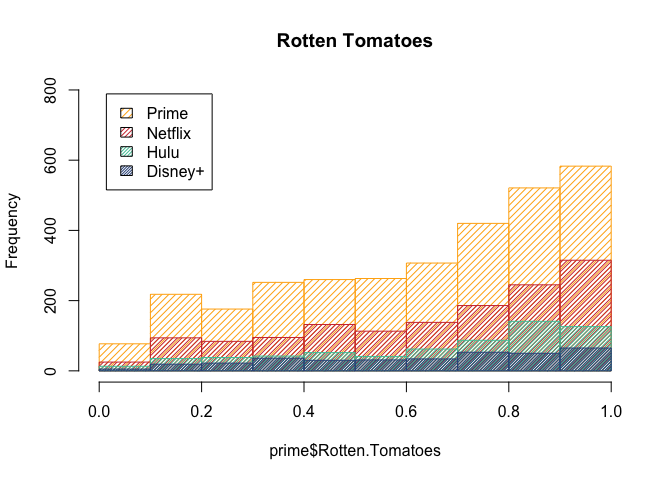 Rotten Tomatoes
Frequency
800
600
400
200
0
Prime
Netflix
Hulu
Disney+
0.0 0.2 0.4 0.6 0.8 1.0
prime$Rotten.Tomatoes